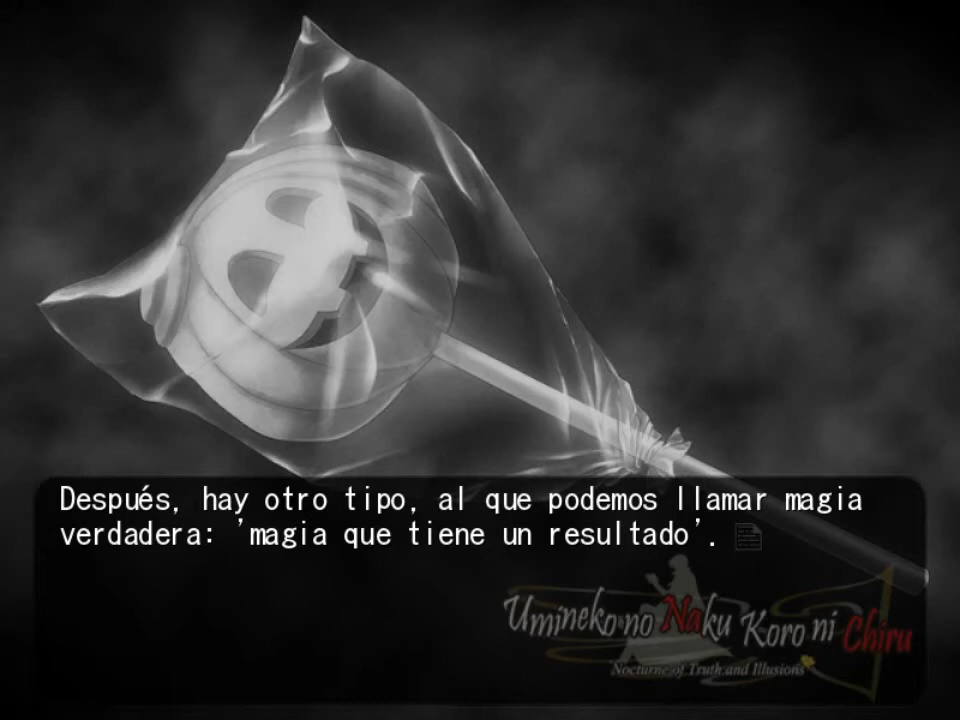 Después, hay otro tipo, al que podemos llamar magia
verdadera: 'magia que tiene un resultado'.
Umineko no Naku Koro ni Chiru
Nocturne of Truth and Illusions